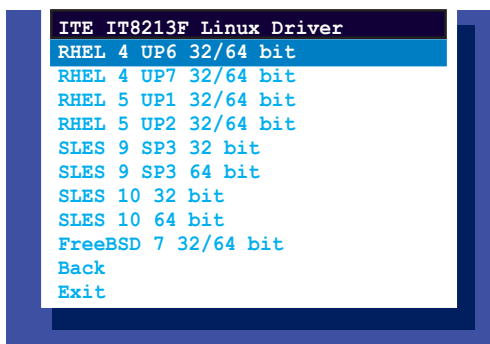 ITE IT8213F Linux Driver
RHEL 4 UP6 32/64 bit
RHEL 4 UP7 32/64 bit
RHEL 5 UP1 32/64 bit
RHEL 5 UP2 32/64 bit
SLES 9 SP3 32 bit
SLES 9 SP3 64 bit
SLES 10 32 bit
SLES 10 64 bit
FreeBSD 7 32/64 bit
Back
Exit